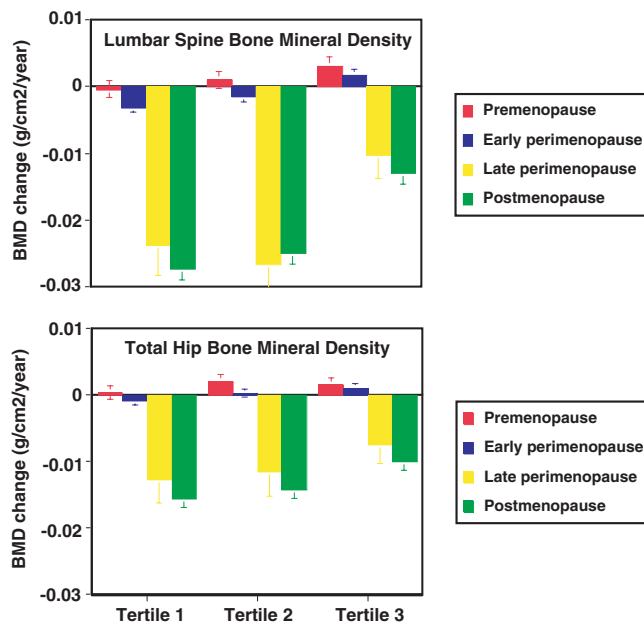 Lumbar Spine Bone Mineral Density
BMD change (g/cm2/year)
0.01
0
-0.01
-0.02
-0.03
Premenopause
Early perimenopause
Late perimenopause
Postmenopause
Total Hip Bone Mineral Density
BMD change (g/cm2/year)
0.01
0
-0.01
-0.02
-0.03
Premenopause
Early perimenopause
Late perimenopause
Postmenopause
Tertile 1 Tertile 2 Tertile 3